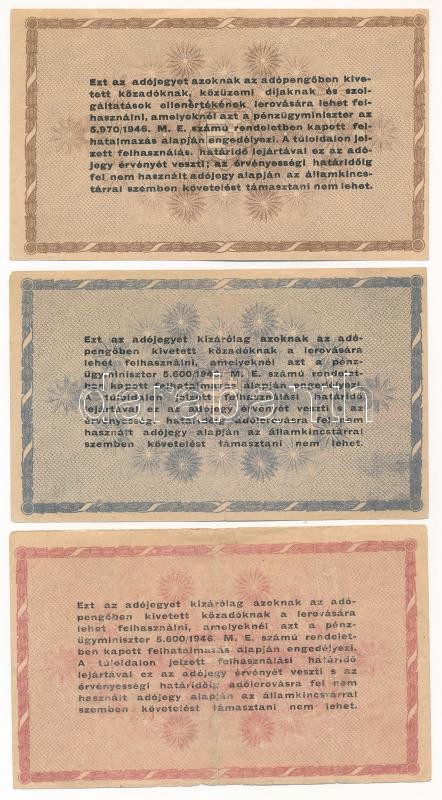 Ezt az adójegyet azoknak az adópengőben kive-
tett közadóknak, közüzemi díjaknak és szol-
gáltatások ellenértékének lerovására lehet fel-
használni, amelyeknél azt a pénzügyminiszter az
5.970/1946. M. E. számú rendeletben kapott fel-
hatalmazás alapján engedélyezi. A túloldalon jel-
zett felhasználás. határidő lejártával ez az adó-
jegy érvényét veszti; az érvényességi határidőig
fel nem használt adójegy alapján az államkincs-
tárral szemben követelést támasztani nem lehet.
Ezt az adójegyet kizárólag azoknak az adó-
pengőben kivetett közadóknak a lerovására
lehet felhasználni, amelyeknél azt a pénz-
ügyminiszter 5.600/1946. M. E. számú rendelet-
ben kapott felhatalmazás alapján engedélyezi.
A túloldalon jelzett felhasználási határidő
lejártával ez az adójegy érvényét veszti s az
érvényességi határidőig adólerovásra fel nem
használt adójegy alapján az államkincstárral
szemben követelést támasztani nem lehet.
darabanth
Ezt az adójegyet kizárólag azoknak az adó-
pengőben kivetett közadóknak a lerovására
lehet felhasználni, amelyeknél azt a pénz-
ügyminiszter 5.600/1946. M. E. számú rendelet-
ben kapott felhatalmazás alapján engedélyezi.
A túloldalon jelzett felhasználási határidő
lejártával ez az adójegy érvényét veszti s az
érvényességi határidőig adólerovásra fel nem
használt adójegy alapján az államkincstárral
szemben követelést támasztani nem lehet.